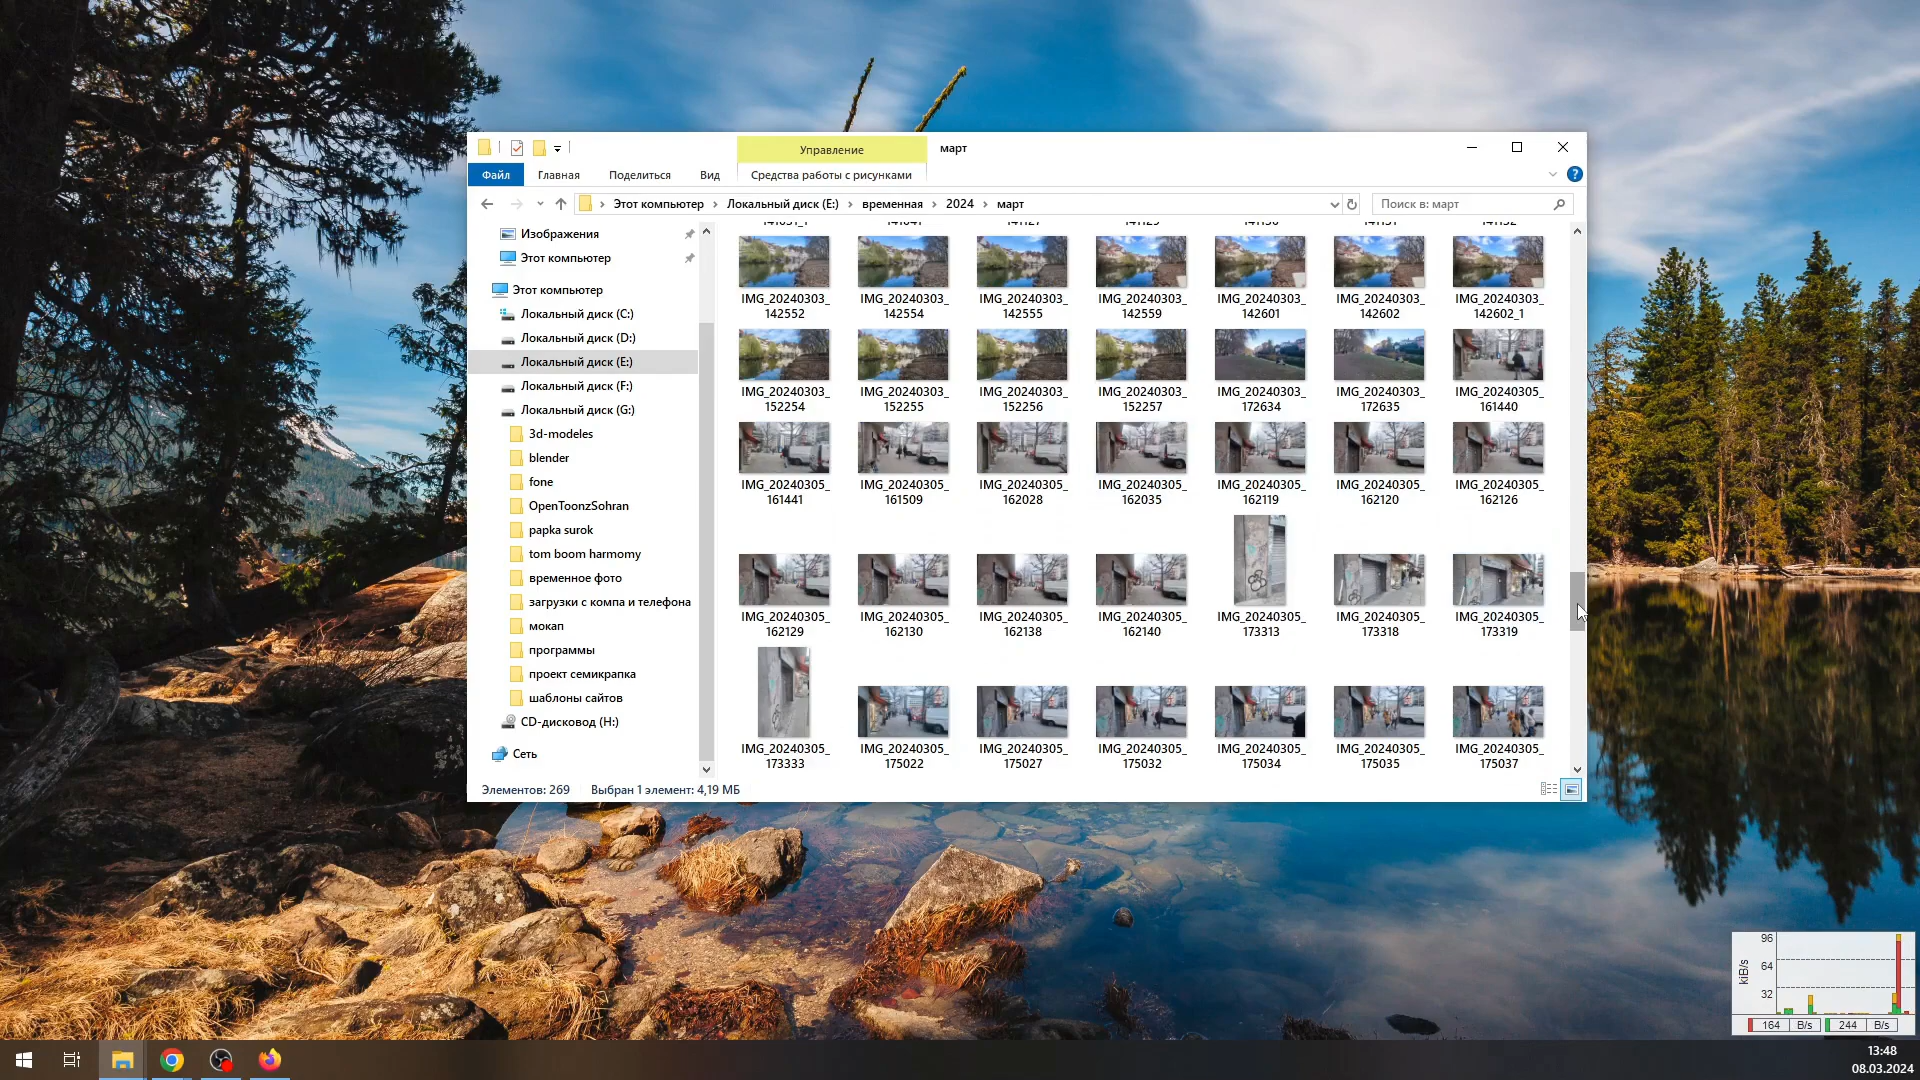 Управление
март
Файл
Главная
Поделиться
Вид
Средства работы с рисунками
Этот компьютер
Локальный диск (E:)
временная
2024
март
Поиск в: март
Изображения
Этот компьютер
Этот компьютер
Локальный диск (C:)
Локальный диск (D:)
Локальный диск (E:)
Локальный диск (F:)
Локальный диск (G:)
3d-modeles
blender
fone
OpenToonzSohran
papka surok
tom boom harmomy
временное фото
загрузки с компа и телефона
мокап
программы
проект семикрапка
шаблоны сайтов
CD-дисковод (H:)
Сеть
IMG_20240303_
142552
IMG_20240303_
142554
IMG_20240303_
142555
IMG_20240303_
142559
IMG_20240303_
142601
IMG_20240303_
142602
IMG_20240303_
142602_1
IMG_20240303_
152254
IMG_20240303_
152255
IMG_20240303_
152256
IMG_20240303_
152257
IMG_20240303_
172634
IMG_20240303_
172635
IMG_20240305_
161440
IMG_20240305_
161441
IMG_20240305_
161509
IMG_20240305_
162028
IMG_20240305_
162035
IMG_20240305_
162119
IMG_20240305_
162120
IMG_20240305_
162126
IMG_20240305_
162129
IMG_20240305_
162130
IMG_20240305_
162138
IMG_20240305_
162140
IMG_20240305_
173313
IMG_20240305_
173318
IMG_20240305_
173319
IMG_20240305_
173333
IMG_20240305_
175022
IMG_20240305_
175027
IMG_20240305_
175032
IMG_20240305_
175034
IMG_20240305_
175035
IMG_20240305_
175037
Элементов: 269
Выбран 1 элемент: 4,19 МБ
96
64
32
kiB/s
164 B/s
244 B/s
13:48
08.03.2024